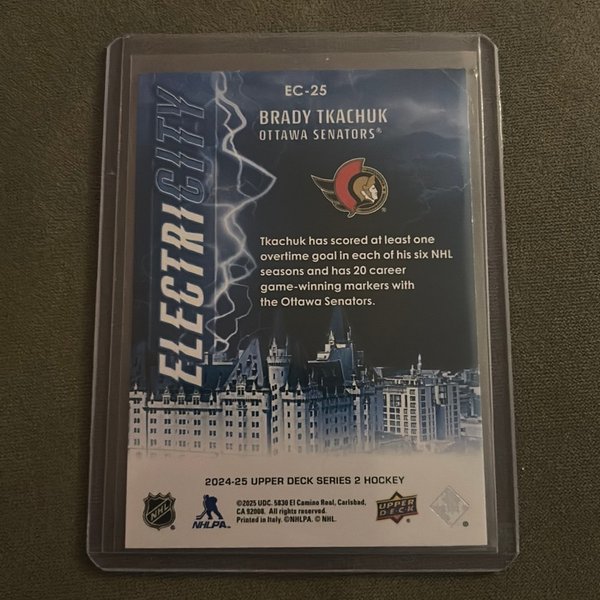 EC-25
BRADY TKACHUK
OTTAWA SENATORS®
ELECTRICITY
Tkachuk has scored at least one
overtime goal in each of his six NHL
seasons and has 20 career
game-winning markers with
the Ottawa Senators.
2024-25 UPPER DECK SERIES 2 HOCKEY
©2025 UDC. 5830 El Camino Real, Carlsbad,
CA 92008. All rights reserved.
Printed in Italy. ©NHLPA. © NHL.
NHL
NHLPA
UPPER
DECK